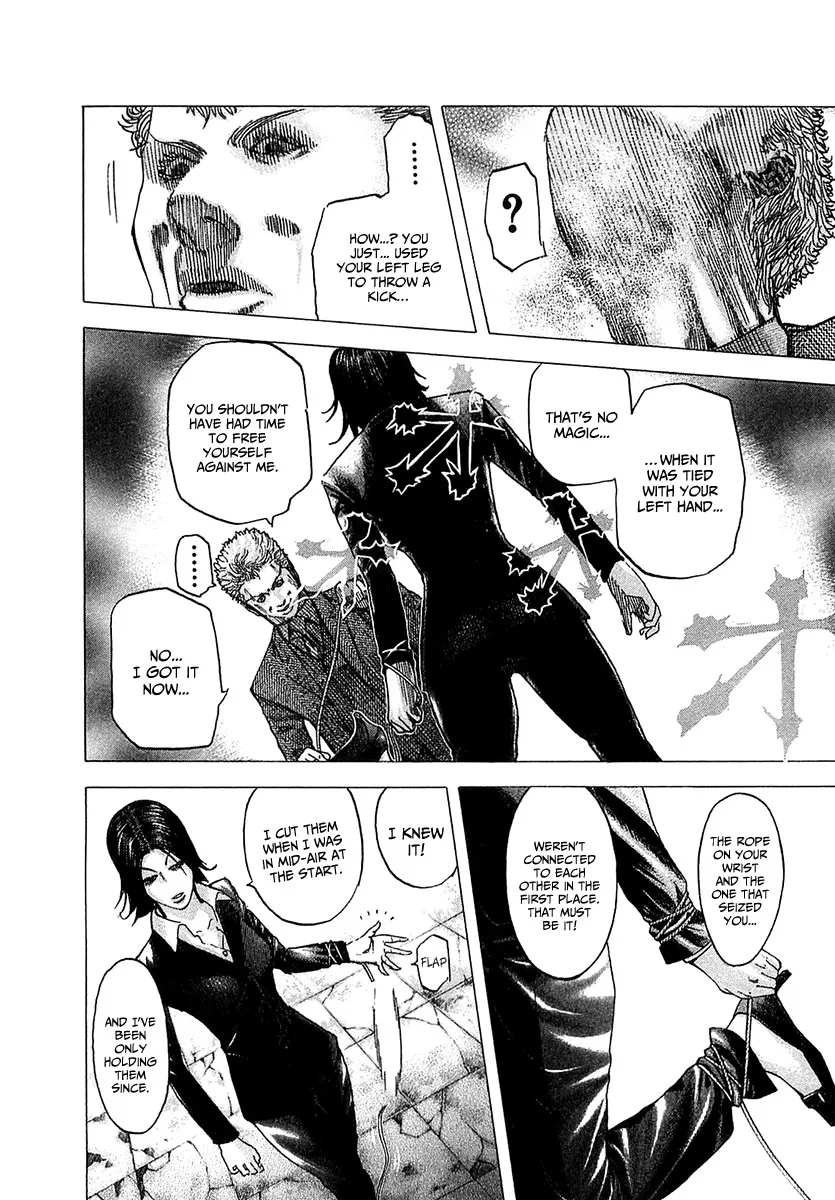 ?
......
HOW...? YOU
JUST... USED
YOUR LEFT LEG
TO THROW A
KICK...
THAT'S NO
MAGIC...
...WHEN IT
WAS TIED
WITH YOUR
LEFT HAND...
YOU SHOULDN'T
HAVE HAD TIME
TO FREE
YOURSELF
AGAINST ME.
......
NO...
I GOT IT
NOW...
THE ROPE
ON YOUR
WRIST
AND THE
ONE THAT
SEIZED
YOU...
WEREN'T
CONNECTED
TO EACH
OTHER IN THE
FIRST PLACE.
THAT MUST
BE IT!
I KNEW
IT!
I CUT THEM
WHEN I WAS
IN MID-AIR AT
THE START.
FLAP
AND I'VE
BEEN
ONLY
HOLDING
THEM
SINCE.